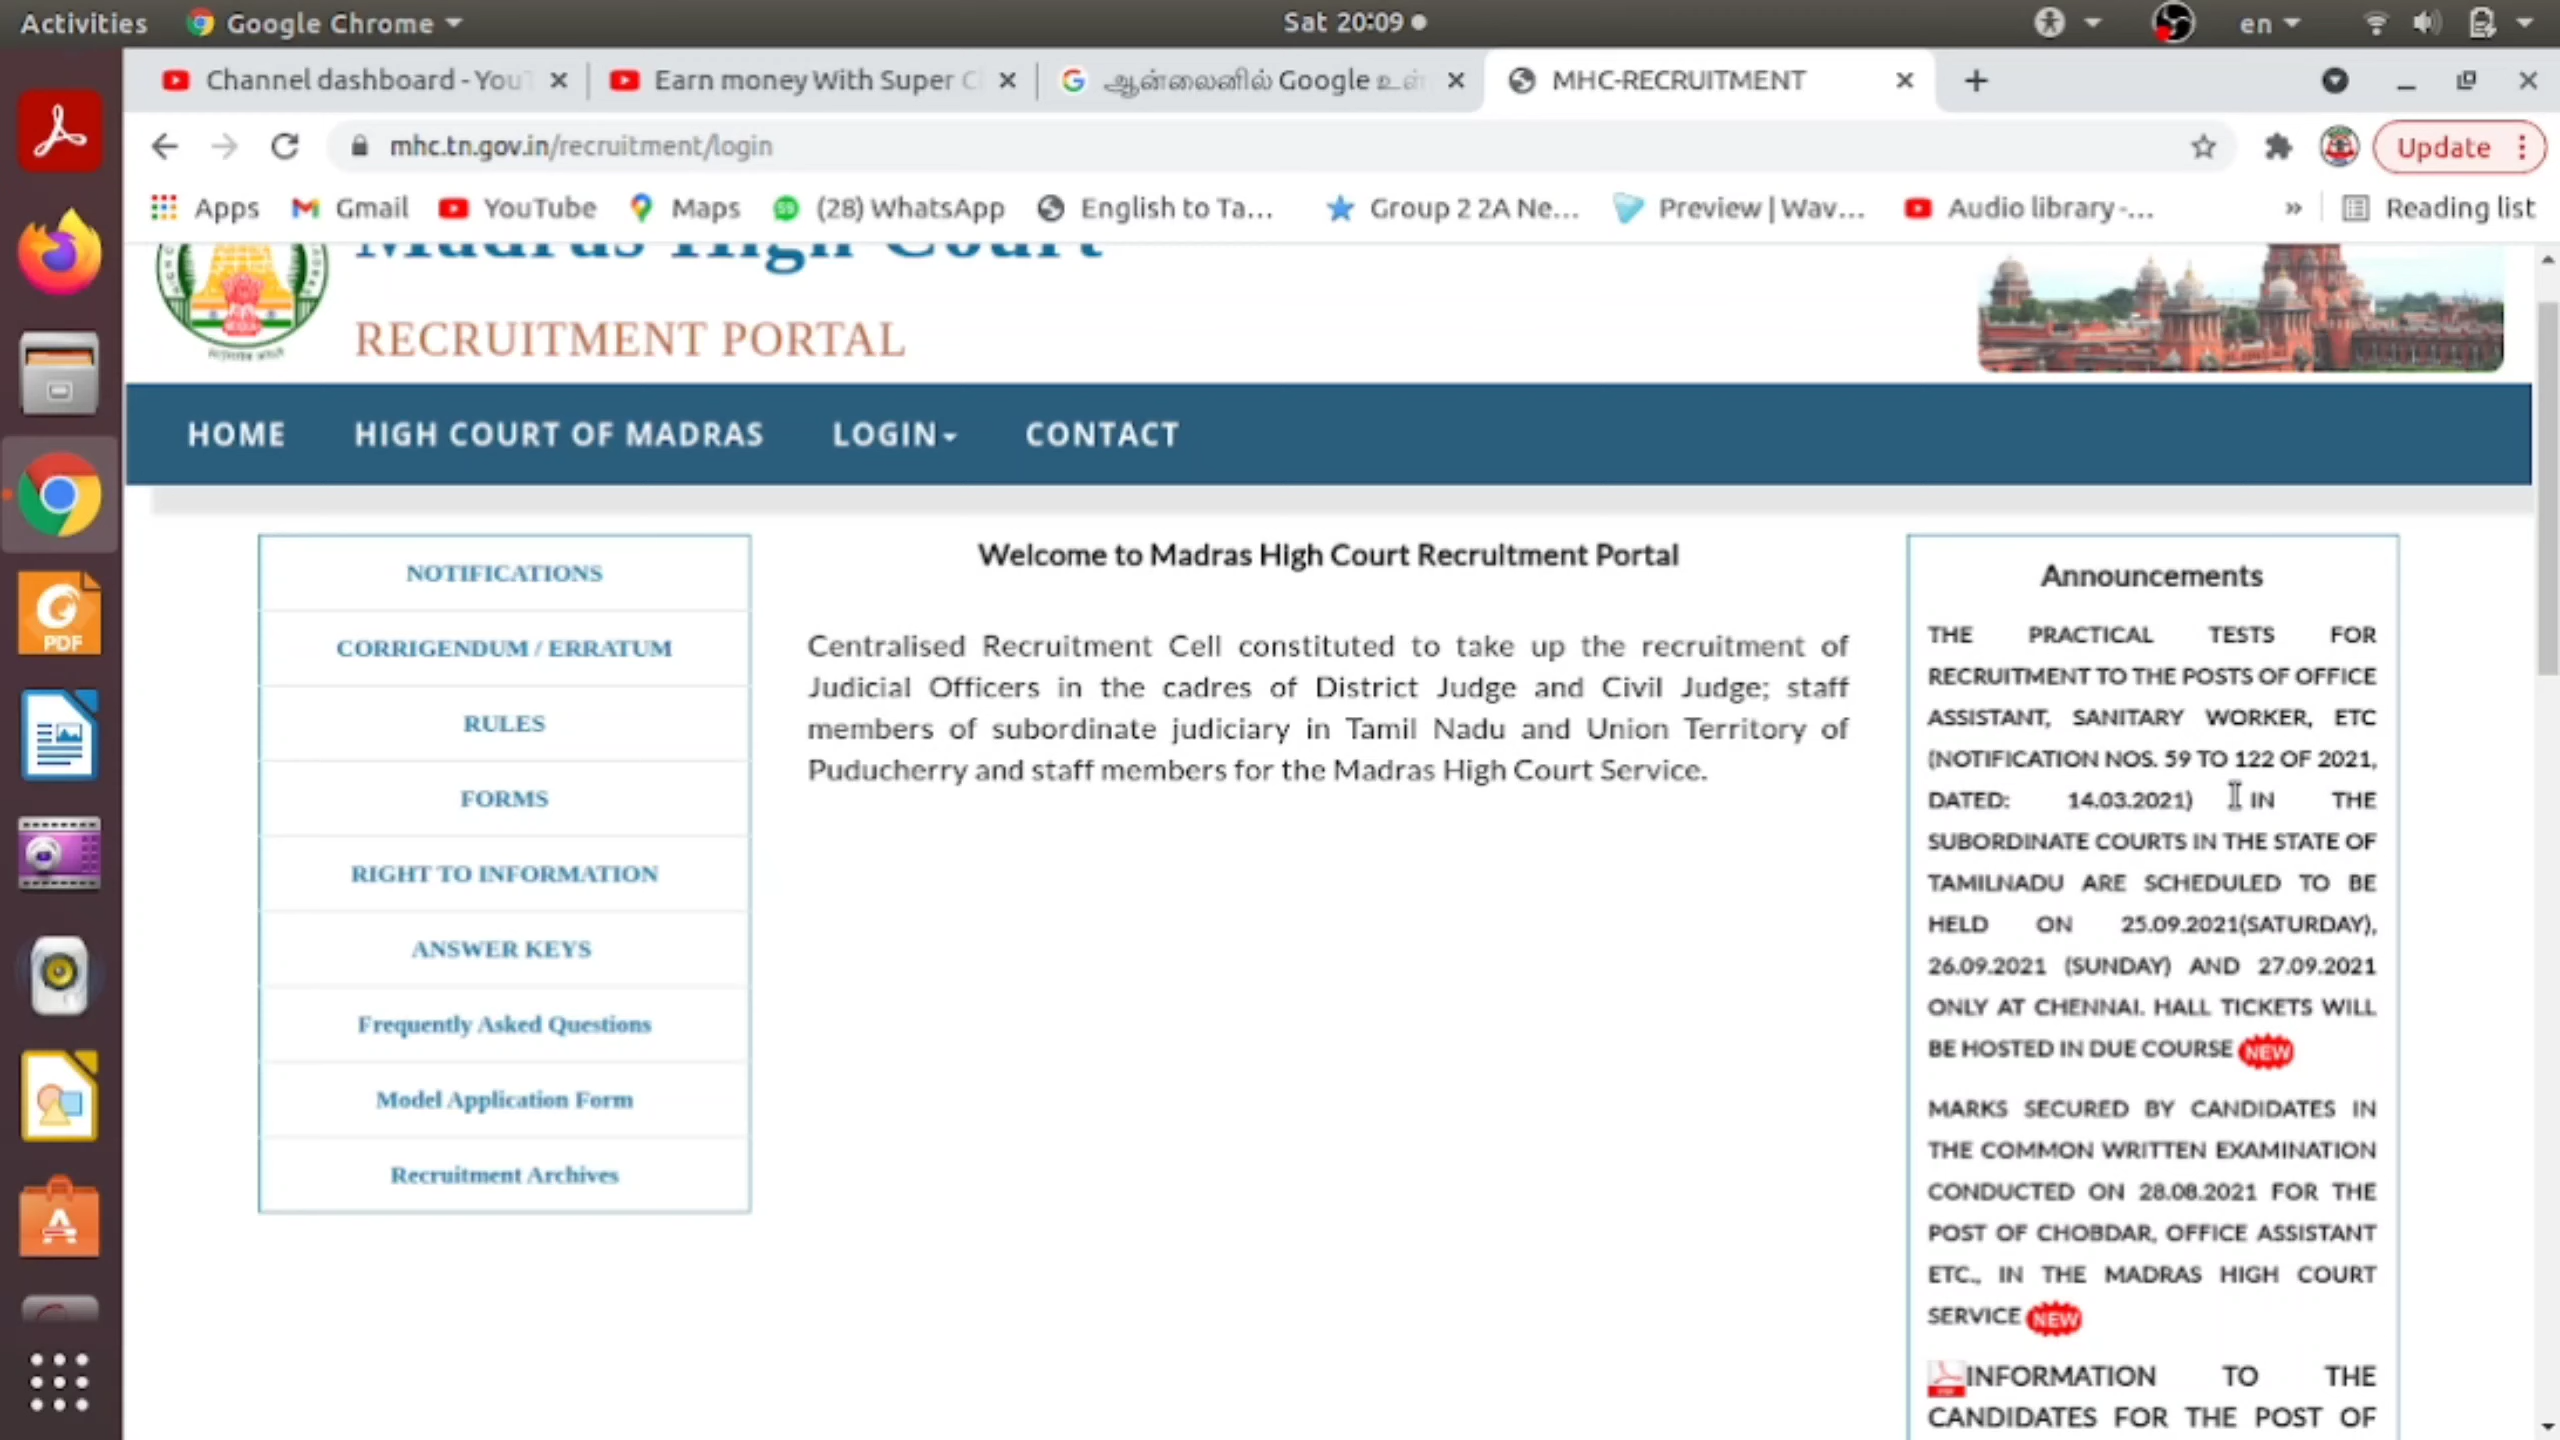 Activities
Google Chrome
Sat 20:09
en
Channel dashboard - YouT
Earn money With Super C
ஆன்லைனில் Google உள்
MHC-RECRUITMENT
mhc.tn.gov.in/recruitment/login
Update
Apps
Gmail
YouTube
Maps
(28) WhatsApp
English to Ta...
Group 2 2A Ne...
Preview | Wav...
Audio library -...
»
Reading list
Madras High Court
RECRUITMENT PORTAL
HOME
HIGH COURT OF MADRAS
LOGIN
CONTACT
NOTIFICATIONS
CORRIGENDUM / ERRATUM
RULES
FORMS
RIGHT TO INFORMATION
ANSWER KEYS
Frequently Asked Questions
Model Application Form
Recruitment Archives
Welcome to Madras High Court Recruitment Portal
Centralised Recruitment Cell constituted to take up the recruitment of
Judicial Officers in the cadres of District Judge and Civil Judge; staff
members of subordinate judiciary in Tamil Nadu and Union Territory of
Puducherry and staff members for the Madras High Court Service.
Announcements
THE PRACTICAL TESTS FOR
RECRUITMENT TO THE POSTS OF OFFICE
ASSISTANT, SANITARY WORKER, ETC
(NOTIFICATION NOS. 59 TO 122 OF 2021,
DATED: 14.03.2021) IN THE
SUBORDINATE COURTS IN THE STATE OF
TAMILNADU ARE SCHEDULED TO BE
HELD ON 25.09.2021(SATURDAY),
26.09.2021 (SUNDAY) AND 27.09.2021
ONLY AT CHENNAI. HALL TICKETS WILL
BE HOSTED IN DUE COURSE NEW
MARKS SECURED BY CANDIDATES IN
THE COMMON WRITTEN EXAMINATION
CONDUCTED ON 28.08.2021 FOR THE
POST OF CHOBDAR, OFFICE ASSISTANT
ETC., IN THE MADRAS HIGH COURT
SERVICE NEW
INFORMATION TO THE
CANDIDATES FOR THE POST OF
PDF